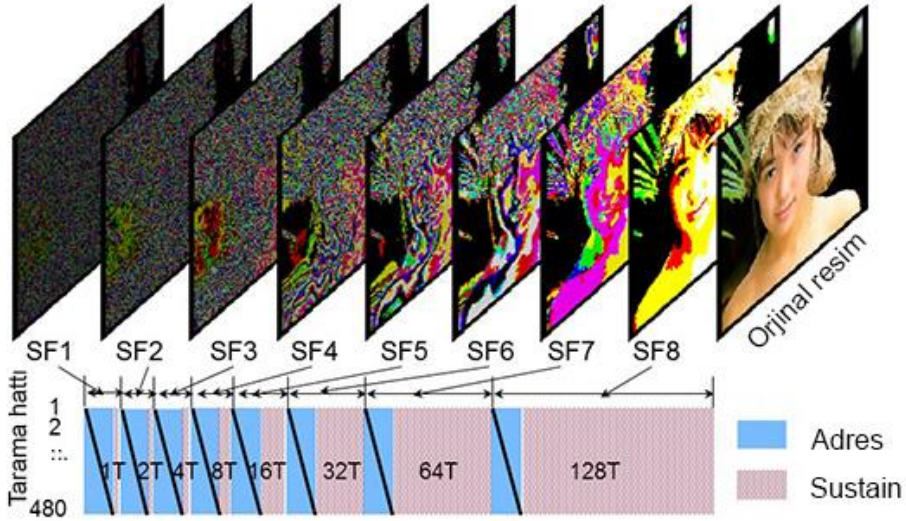 Orjinal resim
SF1 SF2 SF3 SF4 SF5 SF6 SF7 SF8
Tarama hattı
1
2
::.
480
1T 2T 4T 8T 16T 32T 64T 128T
Adres
Sustain